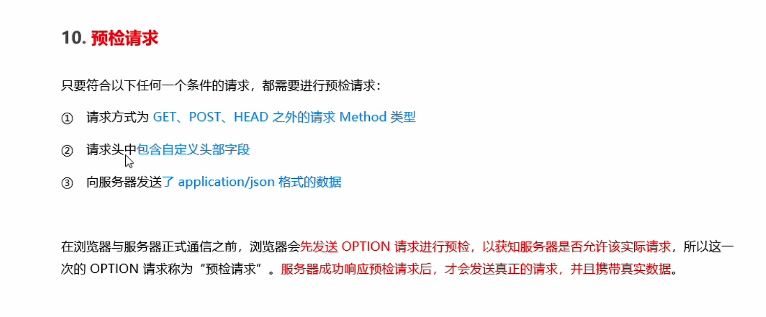 10. 预检请求
只要符合以下任何一个条件的请求，都需要进行预检请求：
① 请求方式为 GET、POST、HEAD 之外的请求 Method 类型
② 请求头中包含自定义头部字段
③ 向服务器发送了 application/json 格式的数据
在浏览器与服务器正式通信之前，浏览器会先发送 OPTION 请求进行预检，以获知服务器是否允许该实际请求，所以这一
次的 OPTION 请求称为“预检请求”。服务器成功响应预检请求后，才会发送真正的请求，并且携带真实数据。